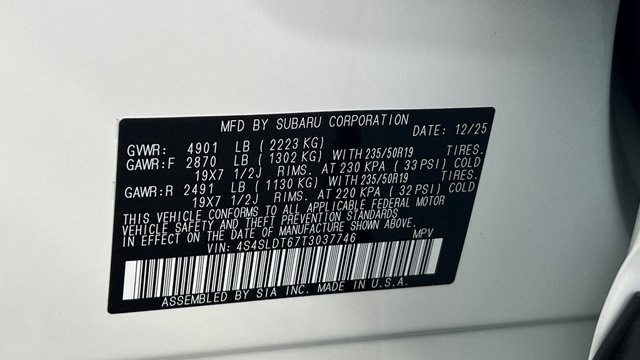 MFD BY SUBARU CORPORATION
DATE: 12/25
GVWR: 4901 LB (2223 KG)
GAWR:F 2870 LB (1302 KG) WITH 235/50R19 TIRES.
19X7 1/2J RIMS. AT 230 KPA (33 PSI) COLD
GAWR:R 2491 LB (1130 KG) WITH 235/50R19 TIRES.
19X7 1/2J RIMS. AT 220 KPA (32 PSI) COLD
THIS VEHICLE CONFORMS TO ALL APPLICABLE FEDERAL MOTOR
VEHICLE SAFETY AND THEFT PREVENTION STANDARDS
IN EFFECT ON THE DATE OF MANUFACTURE SHOWN ABOVE.
VIN: 4S4SLDT67T3037746 MPV
ASSEMBLED BY SIA INC. MADE IN U.S.A.